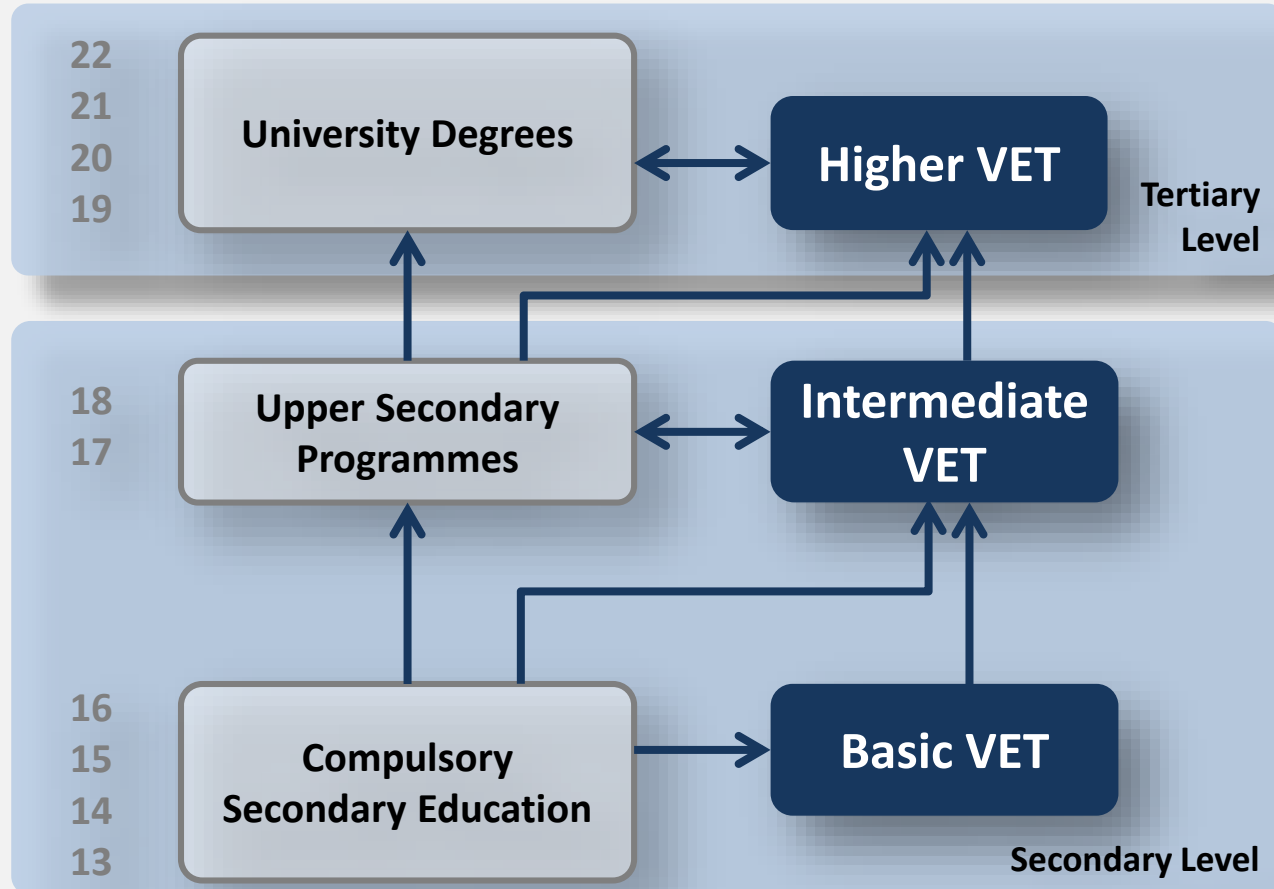 22
21
20
19
University Degrees
Higher VET
Tertiary
Level
18
17
Upper Secondary
Programmes
Intermediate
VET
16
15
14
13
Compulsory
Secondary Education
Basic VET
Secondary Level